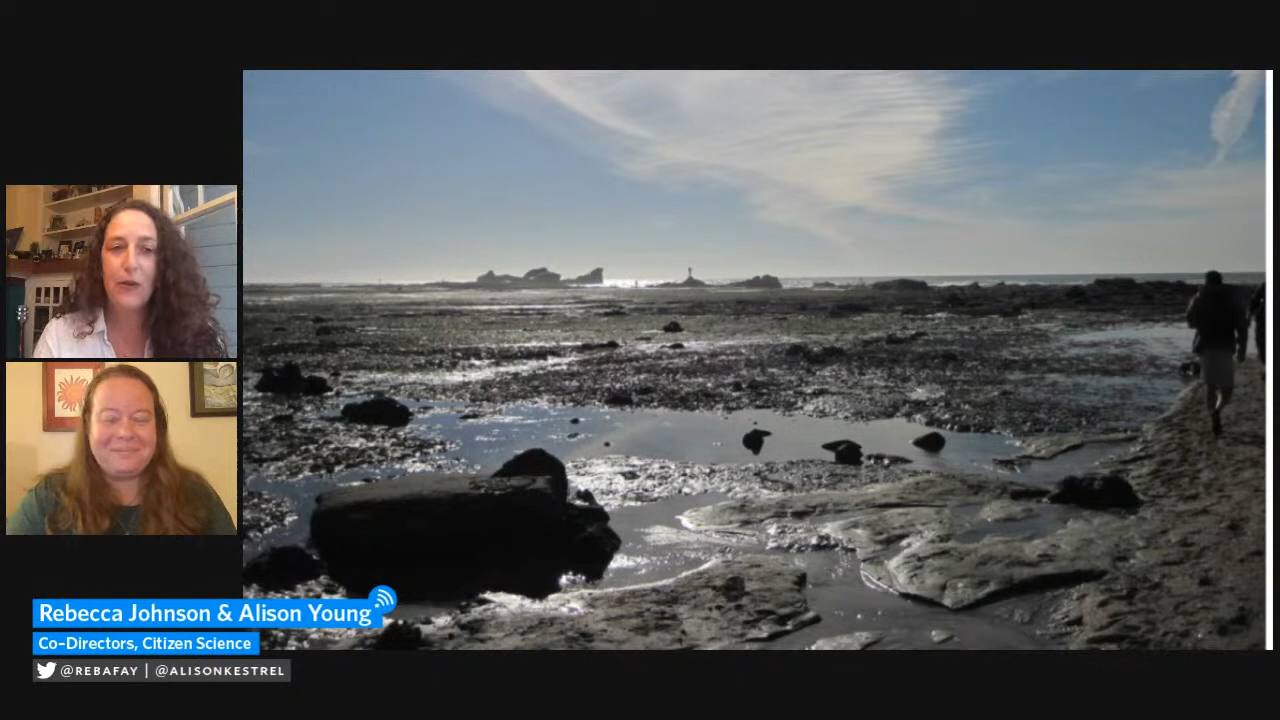 Rebecca Johnson & Alison Young
Co-Directors, Citizen Science
@REBAFAY | @ALISONKESTREL